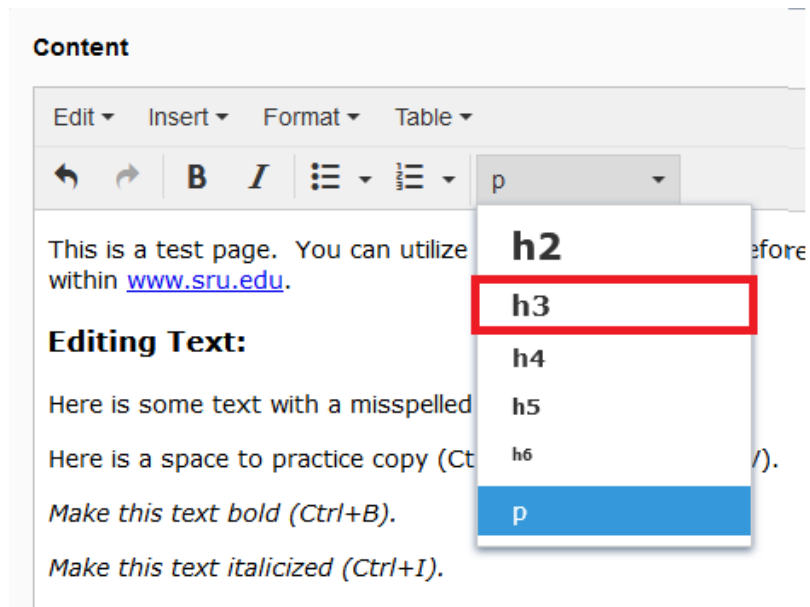 Content
Edit Insert Format Table
B I p
This is a test page.  You can utilize
within www.sru.edu.
Editing Text:
Here is some text with a misspelled
Here is a space to practice copy (Ct /).
Make this text bold (Ctrl+B).
Make this text italicized (Ctrl+I).
h2
h3
h4
h5
h6
p